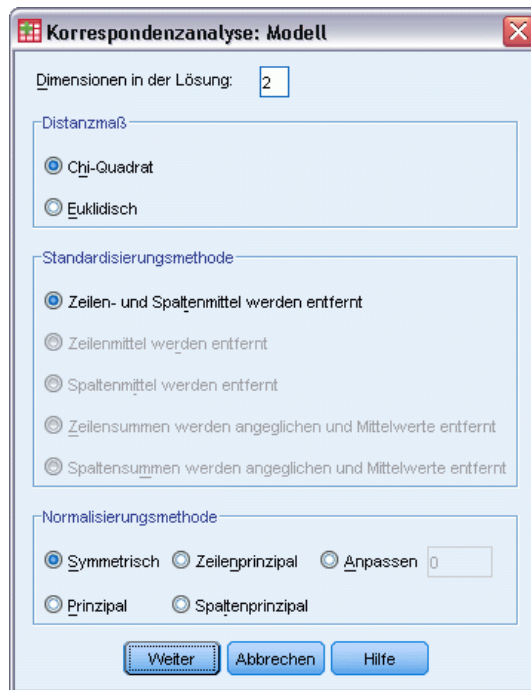 Korrespondenzanalyse: Modell
Dimensionen in der Lösung: 2
Distanzmaß
Chi-Quadrat
Euklidisch
Standardisierungsmethode
Zeilen- und Spaltenmittel werden entfernt
Zeilenmittel werden entfernt
Spaltenmittel werden entfernt
Zeilensummen werden angeglichen und Mittelwerte entfernt
Spaltensummen werden angeglichen und Mittelwerte entfernt
Normalisierungsmethode
Symmetrisch Zeilenprinzipal Anpassen 0
Prinzipal Spaltenprinzipal
Weiter Abbrechen Hilfe